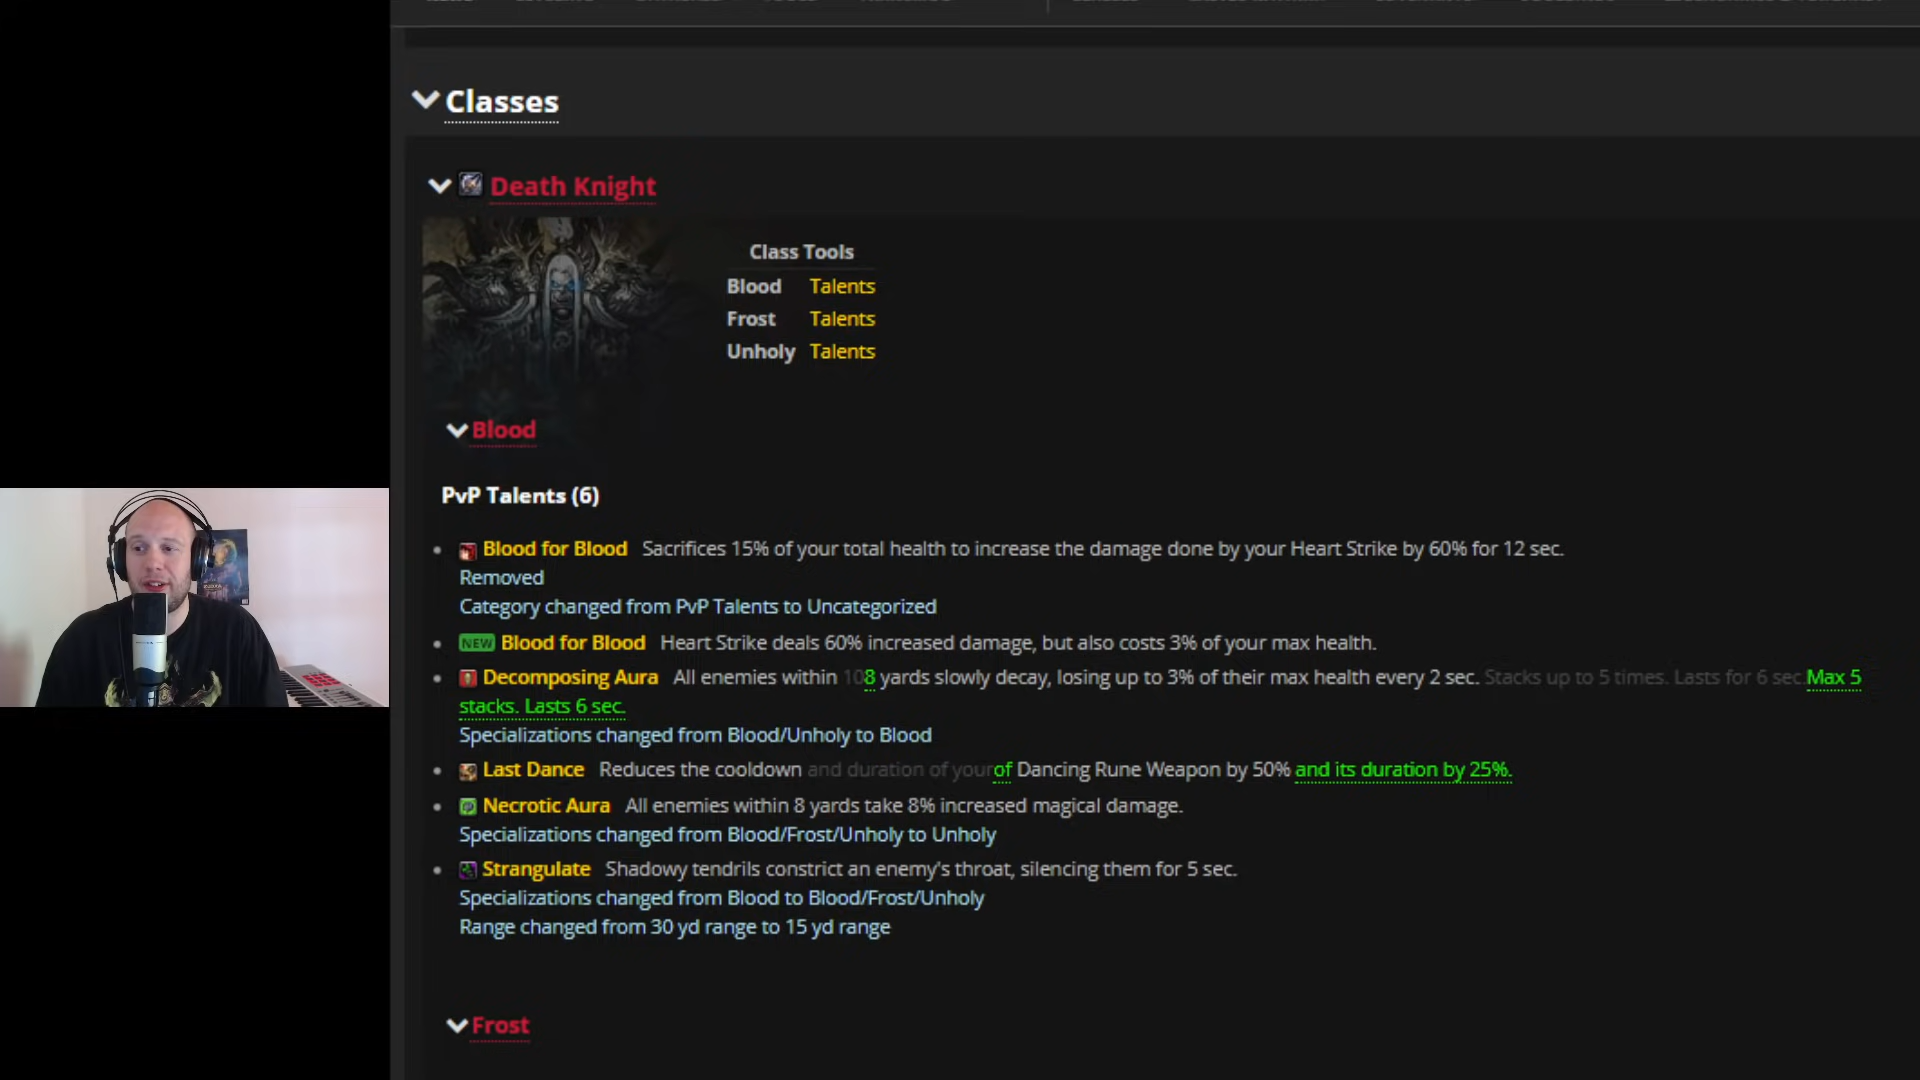 Classes
Death Knight
Class Tools
Blood Talents
Frost Talents
Unholy Talents
Blood
PvP Talents (6)
Blood for Blood Sacrifices 15% of your total health to increase the damage done by your Heart Strike by 60% for 12 sec.
Removed
Category changed from PvP Talents to Uncategorized
NEW Blood for Blood Heart Strike deals 60% increased damage, but also costs 3% of your max health.
Decomposing Aura All enemies within 108 yards slowly decay, losing up to 3% of their max health every 2 sec. Stacks up to 5 times. Lasts for 6 sec.Max 5
stacks. Lasts 6 sec.
Specializations changed from Blood/Unholy to Blood
Last Dance Reduces the cooldown and duration of yourof Dancing Rune Weapon by 50% and its duration by 25%.
Necrotic Aura All enemies within 8 yards take 8% increased magical damage.
Specializations changed from Blood/Frost/Unholy to Unholy
Strangulate Shadowy tendrils constrict an enemy's throat, silencing them for 5 sec.
Specializations changed from Blood to Blood/Frost/Unholy
Range changed from 30 yd range to 15 yd range
Frost